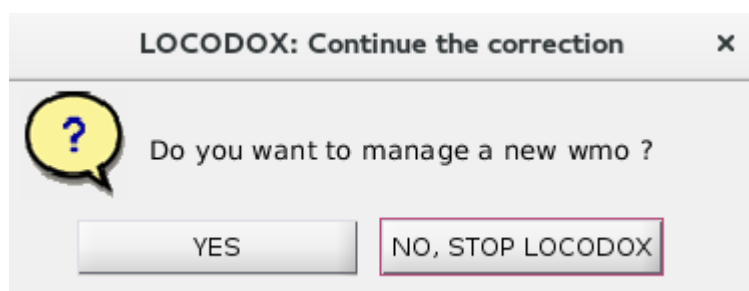 LOCODOX: Continue the correction ×
?
Do you want to manage a new wmo ?
YES NO, STOP LOCODOX